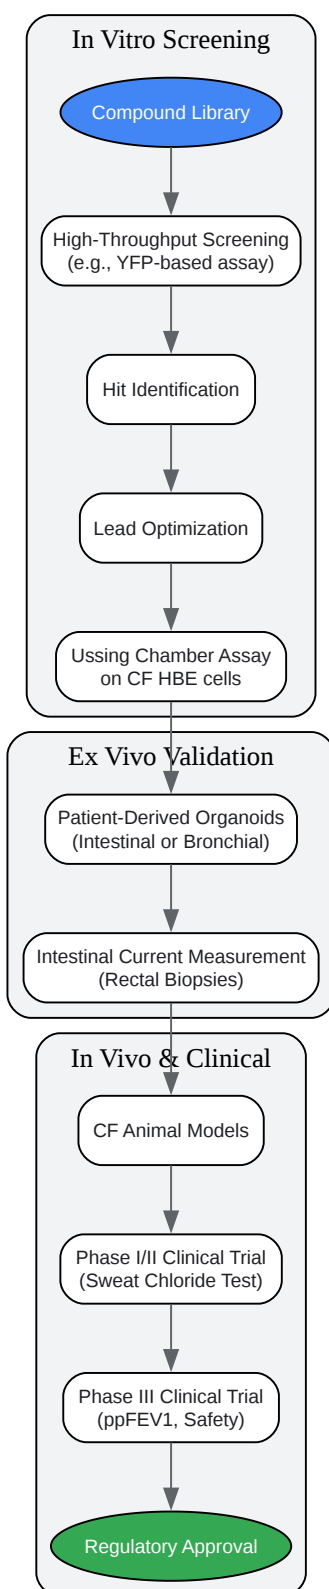 In Vitro Screening
Compound Library
High-Throughput Screening
(e.g., YFP-based assay)
Hit Identification
Lead Optimization
Ussing Chamber Assay
on CF HBE cells
Ex Vivo Validation
Patient-Derived Organoids
(Intestinal or Bronchial)
Intestinal Current Measurement
(Rectal Biopsies)
In Vivo & Clinical
CF Animal Models
Phase I/II Clinical Trial
(Sweat Chloride Test)
Phase III Clinical Trial
(ppFEV1, Safety)
Regulatory Approval